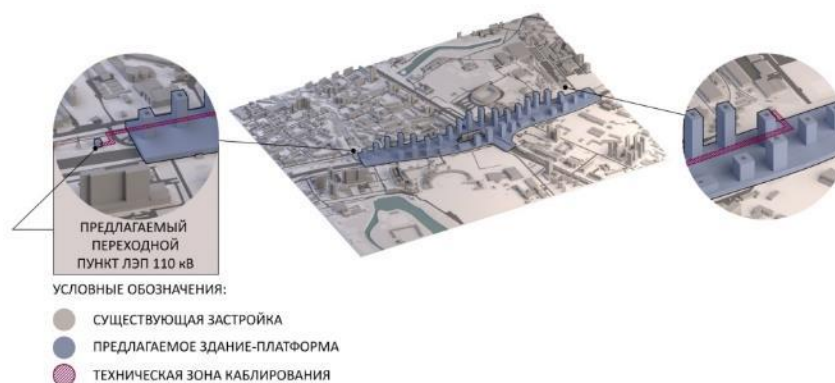 ПРЕДЛАГАЕМЫЙ
ПЕРЕХОДНОЙ
ПУНКТ ЛЭП 110 кВ
УСЛОВНЫЕ ОБОЗНАЧЕНИЯ:
СУЩЕСТВУЮЩАЯ ЗАСТРОЙКА
ПРЕДЛАГАЕМОЕ ЗДАНИЕ-ПЛАТФОРМА
ТЕХНИЧЕСКАЯ ЗОНА КАБЛИРОВАНИЯ